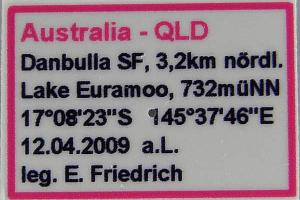 Australia - QLD
Danbulla SF, 3,2km nördl.
Lake Euramoo, 732müNN
17°08'23"S 145°37'46"E
12.04.2009 a.L.
leg. E. Friedrich